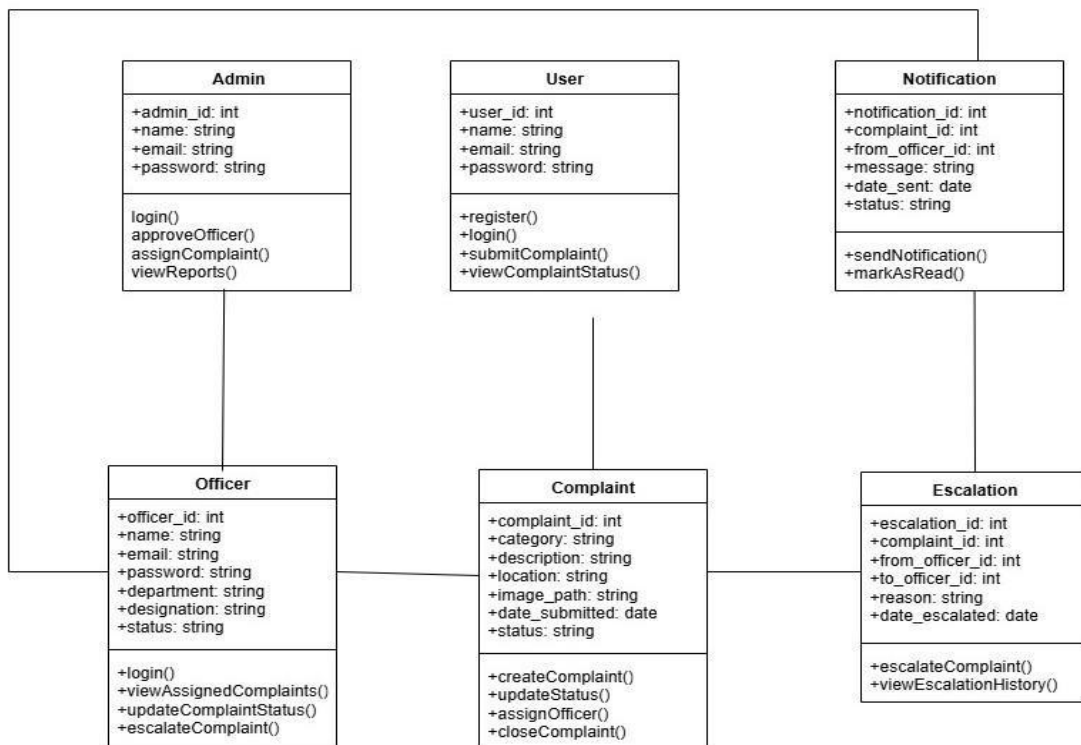 Admin
+admin_id: int
+name: string
+email: string
+password: string
login()
approveOfficer()
assignComplaint()
viewReports()
User
+user_id: int
+name: string
+email: string
+password: string
+register()
+login()
+submitComplaint()
+viewComplaintStatus()
Notification
+notification_id: int
+complaint_id: int
+from_officer_id: int
+message: string
+date_sent: date
+status: string
+sendNotification()
+markAsRead()
Officer
+officer_id: int
+name: string
+email: string
+password: string
+department: string
+designation: string
+status: string
+login()
+viewAssignedComplaints()
+updateComplaintStatus()
+escalateComplaint()
Complaint
+complaint_id: int
+category: string
+description: string
+location: string
+image_path: string
+date_submitted: date
+status: string
+createComplaint()
+updateStatus()
+assignOfficer()
+closeComplaint()
Escalation
+escalation_id: int
+complaint_id: int
+from_officer_id: int
+to_officer_id: int
+reason: string
+date_escalated: date
+escalateComplaint()
+viewEscalationHistory()